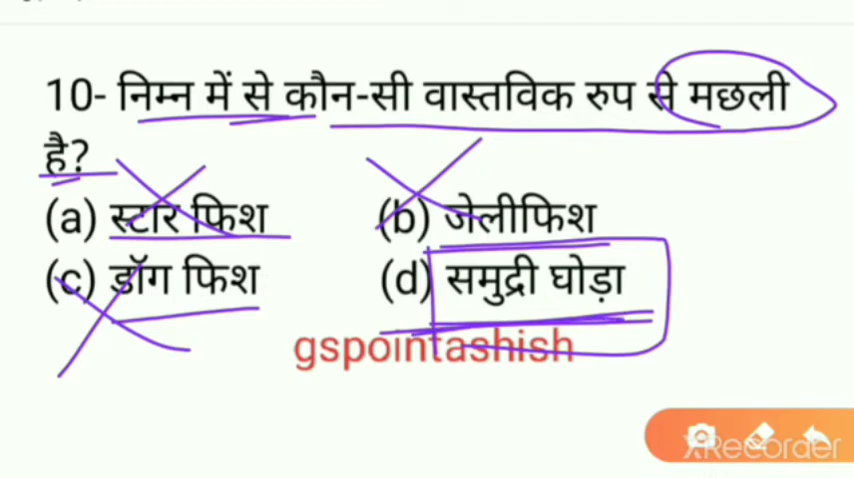 10- निम्न में से कौन-सी वास्तविक रुप से मछली
है?
(a) स्टार फिश (b) जेलीफिश
(c) डॉग फिश (d) समुद्री घोड़ा
gspointashish
XRecorder